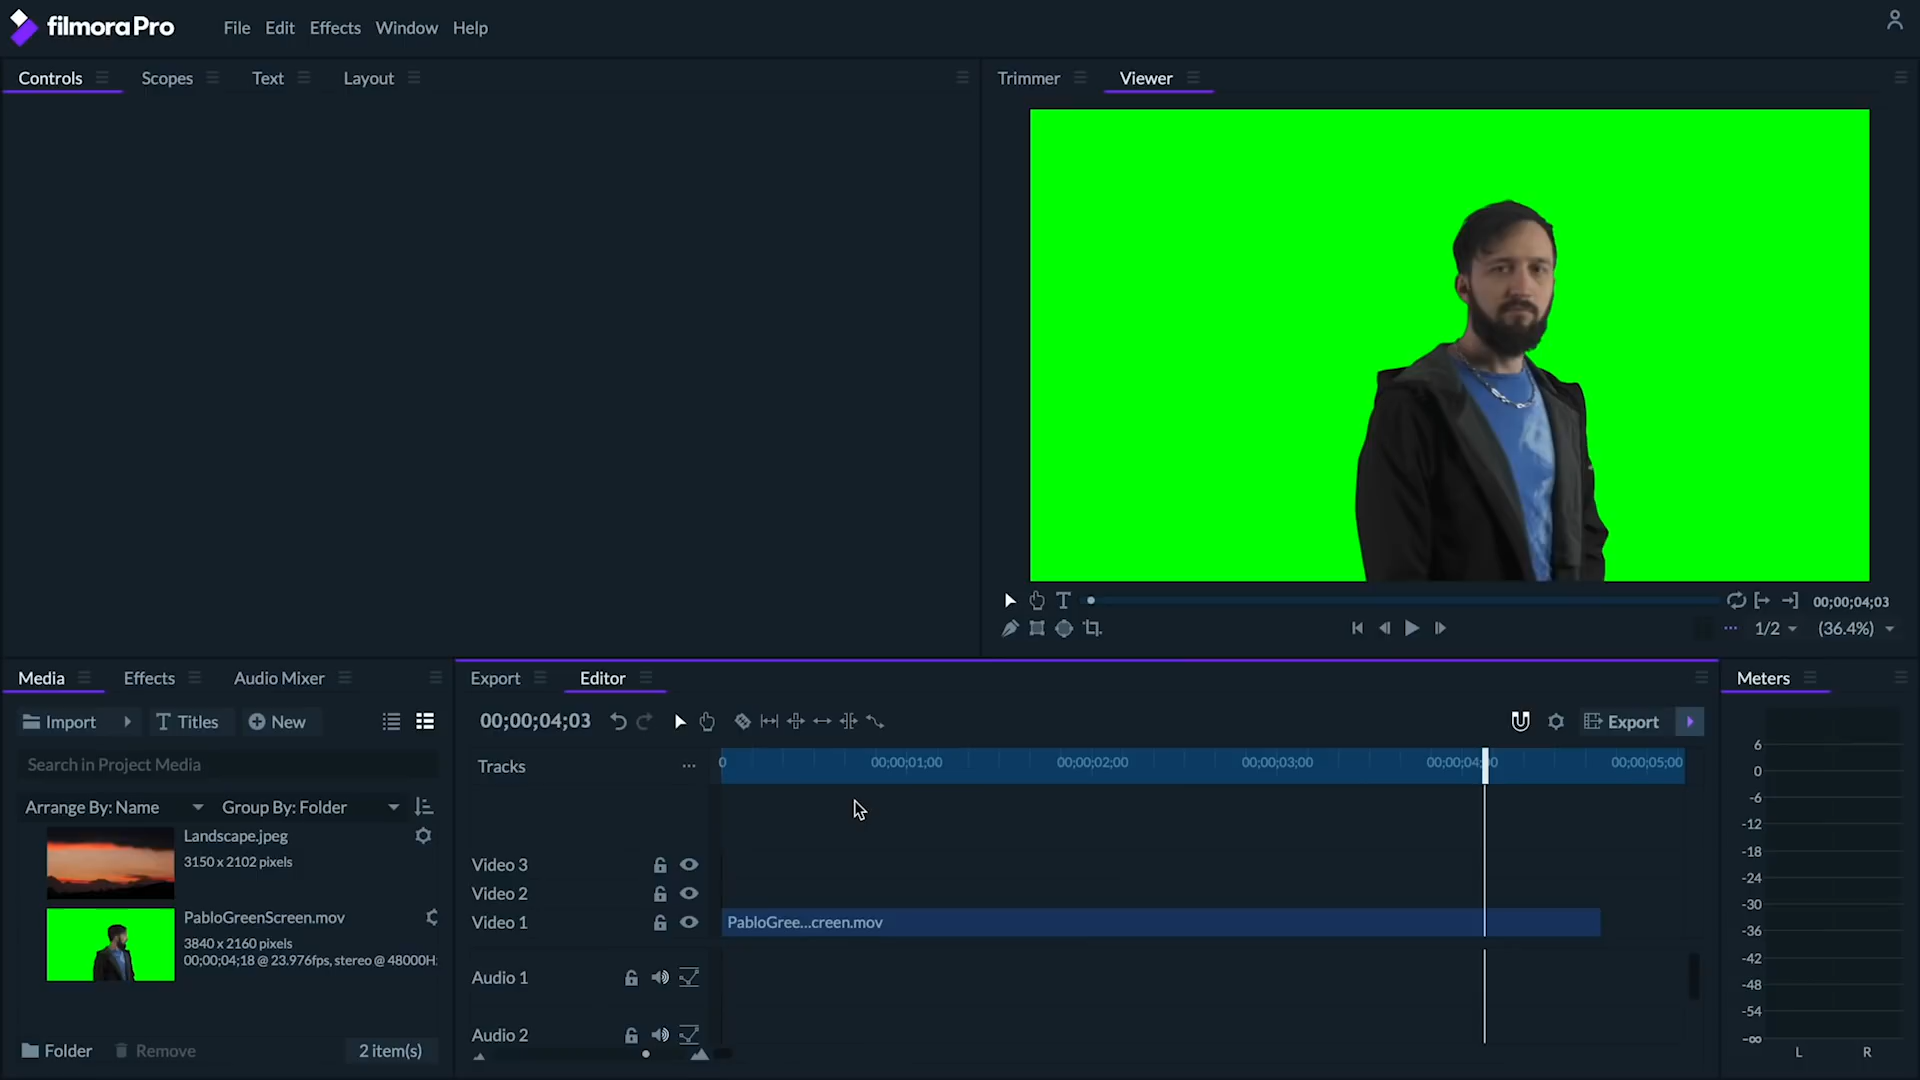 filmoraPro
File Edit Effects Window Help
Controls Scopes Text Layout
Trimmer Viewer
T 00;00;04;03
1/2 (36.4%)
Media Effects Audio Mixer
Import T Titles New
Search in Project Media
Arrange By: Name Group By: Folder
Landscape.jpeg
3150 x 2102 pixels
PabloGreenScreen.mov
3840 x 2160 pixels
00;00;04;18 @ 23.976fps, stereo @ 48000H
Folder Remove 2 item(s)
Export Editor
00;00;04;03 Export
Tracks 0 00;00;01;00 00;00;02;00 00;00;03;00 00;00;04;00 00;00;05;00
Video 3
Video 2
Video 1 PabloGree...creen.mov
Audio 1
Audio 2
Meters
6
0
-6
-12
-18
-24
-30
-36
-42
-48
-54
-∞
L R